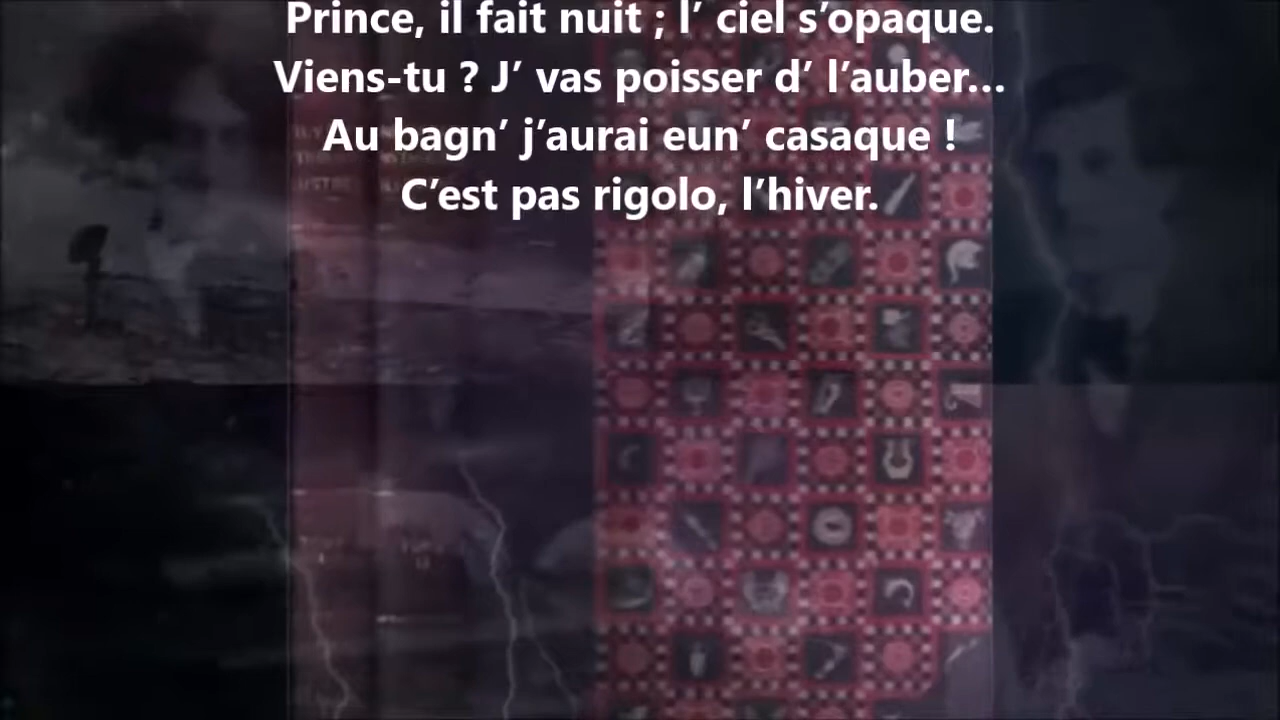 Prince, il fait nuit ; l’ ciel s’opaque.
Viens-tu ? J’ vas poisser d’ l’auber…
Au bagn’ j’aurai eun’ casaque !
C’est pas rigolo, l’hiver.